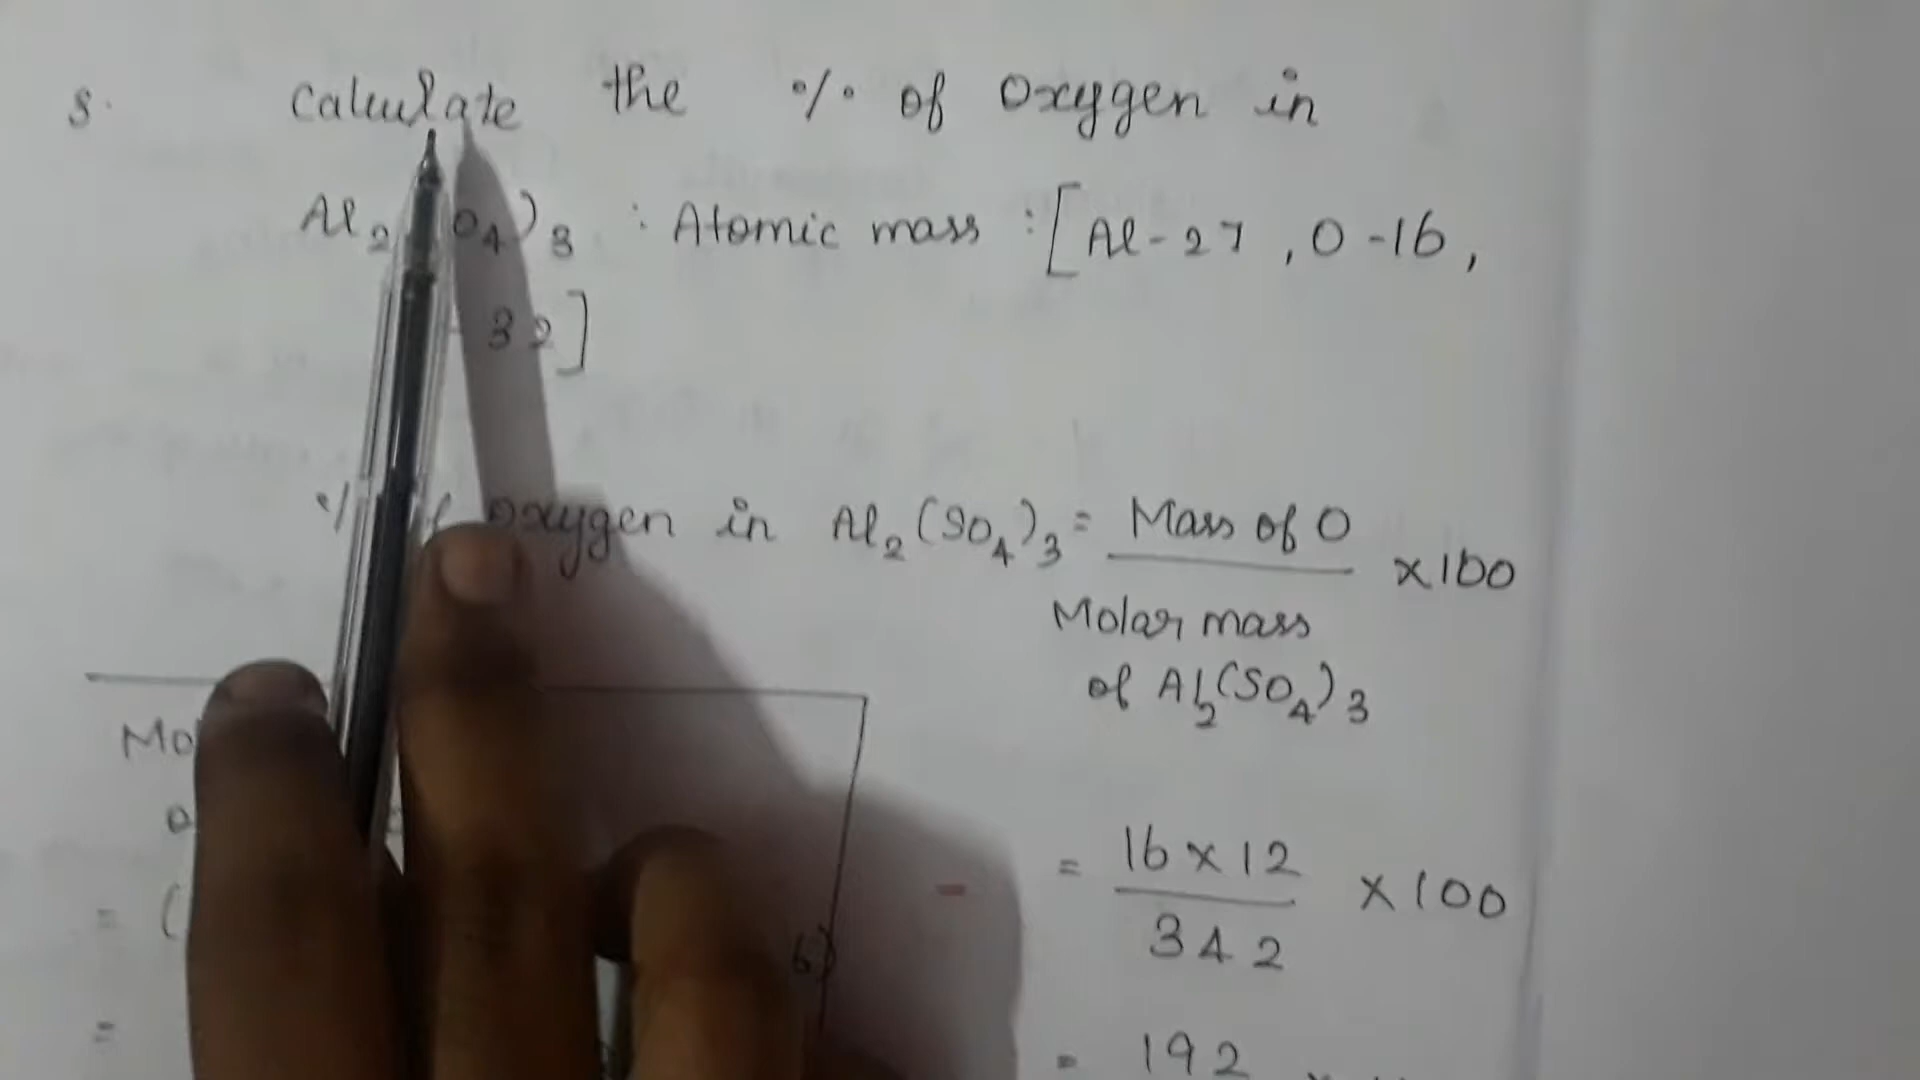 8. Calculate the % of Oxygen in
Al₂ O₄)₃ : Atomic mass : [Al-27, O-16,
- 32]
oxygen in Al₂(SO₄)₃ = Mass of O × 100
Molar mass
of Al₂(SO₄)₃
= 16 × 12 × 100
342
= 192
Mo
= (
6)
=